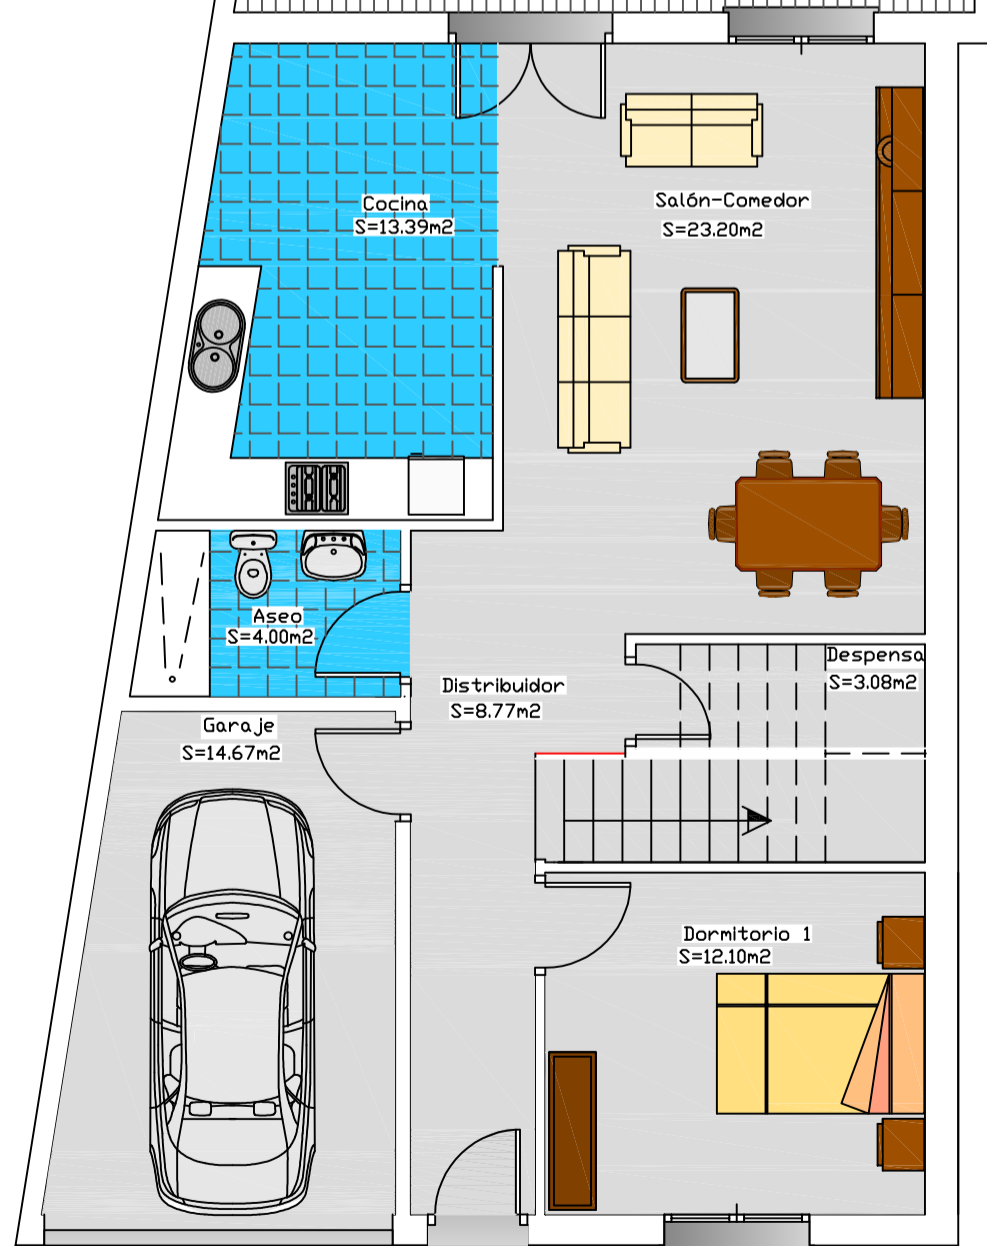 Cocina
S=13.39m2
Salón-Comedor
S=23.20m2
Aseo
S=4.00m2
Despensa
S=3.08m2
Distribuidor
S=8.77m2
Garaje
S=14.67m2
Dormitorio 1
S=12.10m2